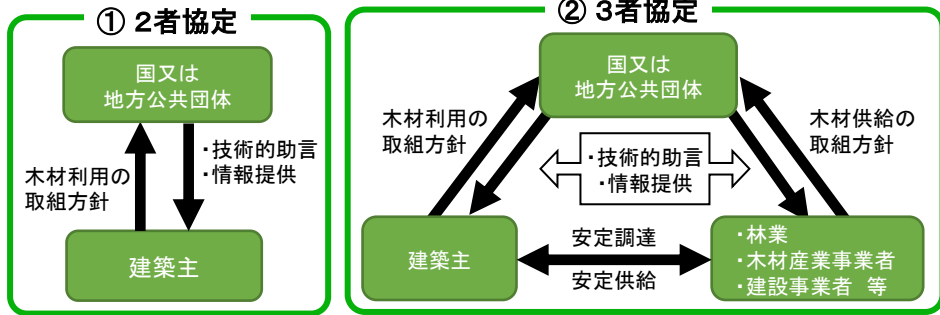 ① 2者協定
国又は
地方公共団体
木材利用の
取組方針
・技術的助言
・情報提供
建築主
② 3者協定
国又は
地方公共団体
木材利用の
取組方針
木材供給の
取組方針
・技術的助言
・情報提供
建築主
安定調達
安定供給
・林業
・木材産業事業者
・建設事業者 等